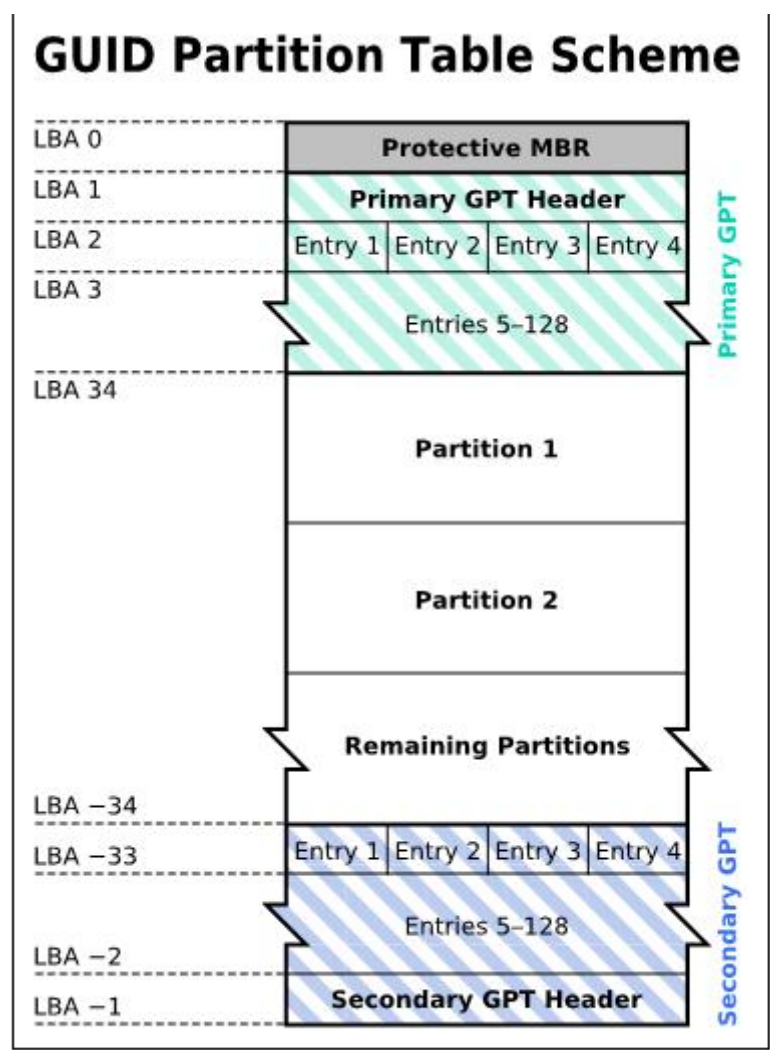 GUID Partition Table Scheme
LBA 0
Protective MBR
LBA 1
Primary GPT Header
LBA 2
Entry 1 Entry 2 Entry 3 Entry 4
LBA 3
Entries 5–128
Primary GPT
LBA 34
Partition 1
Partition 2
Remaining Partitions
LBA −34
Entry 1 Entry 2 Entry 3 Entry 4
LBA −33
Entries 5–128
LBA −2
Secondary GPT Header
LBA −1
Secondary GPT